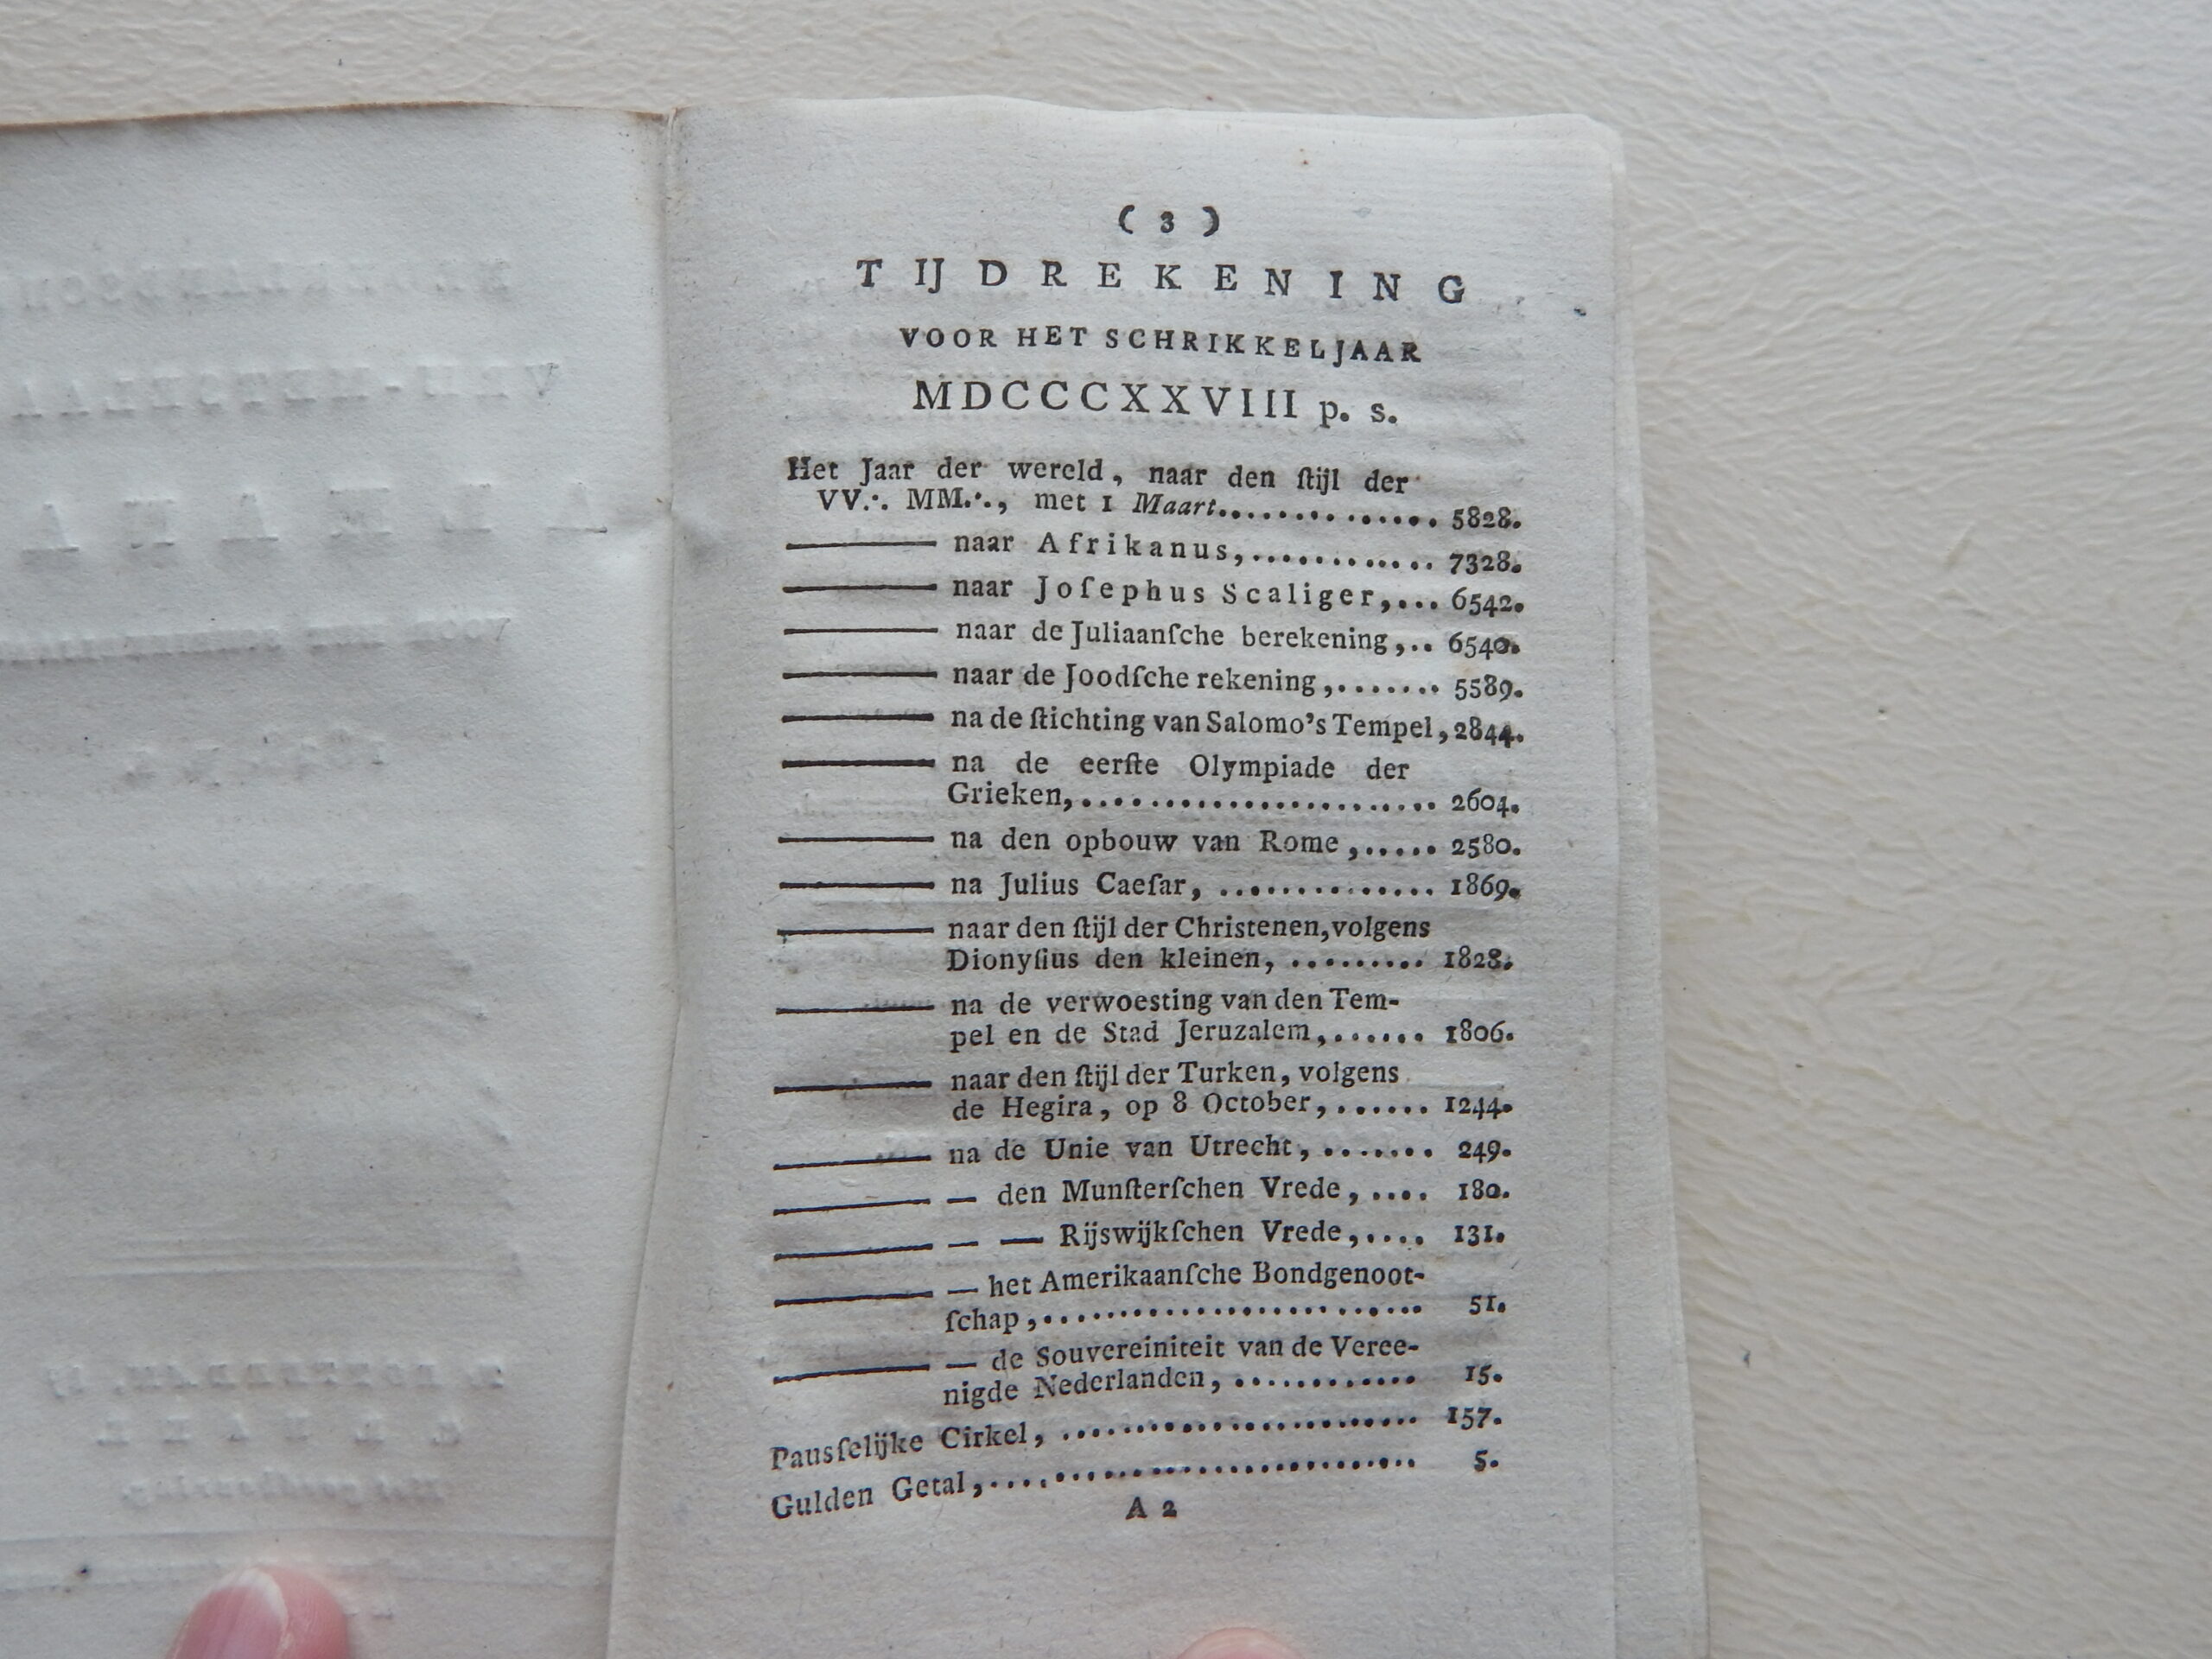 ( 3 )
TIJDREKENING
VOOR HET SCHRIKKELJAAR
MDCCCXXVIII p. s.
Het Jaar der wereld, naar den ſtijl der
VV.·. MM.·., met 1 Maart.............. 5828.
——— naar Afrikanus,............ 7328.
——— naar Joſephus Scaliger,... 6542.
——— naar de Juliaanſche berekening,.. 6540.
——— naar de Joodſche rekening,....... 5589.
——— na de ſtichting van Salomo's Tempel, 2844.
——— na de eerſte Olympiade der
Grieken,........................ 2604.
——— na den opbouw van Rome,..... 2580.
——— na Julius Caeſar, .............. 1869.
——— naar den ſtijl der Christenen, volgens
Dionyſius den kleinen, ......... 1828.
——— na de verwoesting van den Tem-
pel en de Stad Jeruzalem,...... 1806.
——— naar den ſtijl der Turken, volgens
de Hegira, op 8 October,....... 1244.
——— na de Unie van Utrecht,....... 249.
——— — den Munſterſchen Vrede,.... 180.
——— — — Rijswijkſchen Vrede,.... 131.
——— — het Amerikaanſche Bondgenoot-
ſchap,......................... 51.
——— — de Souvereiniteit van de Veree-
nigde Nederlanden, ............ 15.
Pausſelijke Cirkel, ........................ 157.
Gulden Getal,............................ 5.
A 2